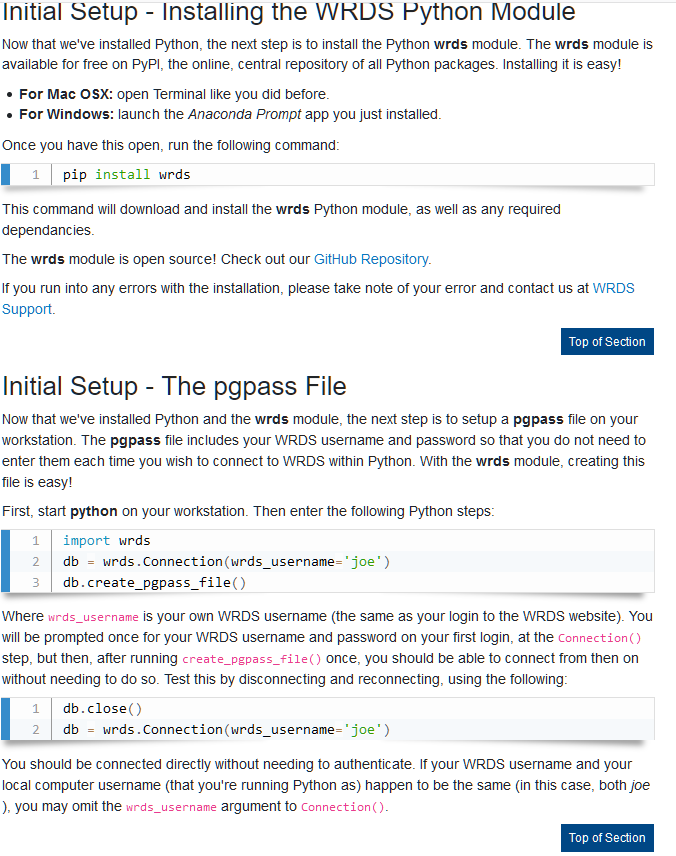 Initial Setup - Installing the WRDS Python Module
Now that we've installed Python, the next step is to install the Python wrds module. The wrds module is
available for free on PyPI, the online, central repository of all Python packages. Installing it is easy!
• For Mac OSX: open Terminal like you did before.
• For Windows: launch the Anaconda Prompt app you just installed.
Once you have this open, run the following command:
1 pip install wrds
This command will download and install the wrds Python module, as well as any required
dependancies.
The wrds module is open source! Check out our GitHub Repository.
If you run into any errors with the installation, please take note of your error and contact us at WRDS
Support.
Top of Section
Initial Setup - The pgpass File
Now that we've installed Python and the wrds module, the next step is to setup a pgpass file on your
workstation. The pgpass file includes your WRDS username and password so that you do not need to
enter them each time you wish to connect to WRDS within Python. With the wrds module, creating this
file is easy!
First, start python on your workstation. Then enter the following Python steps:
1 import wrds
2 db = wrds.Connection(wrds_username='joe')
3 db.create_pgpass_file()
Where wrds_username is your own WRDS username (the same as your login to the WRDS website). You
will be prompted once for your WRDS username and password on your first login, at the Connection()
step, but then, after running create_pgpass_file() once, you should be able to connect from then on
without needing to do so. Test this by disconnecting and reconnecting, using the following:
1 db.close()
2 db = wrds.Connection(wrds_username='joe')
You should be connected directly without needing to authenticate. If your WRDS username and your
local computer username (that you're running Python as) happen to be the same (in this case, both joe
), you may omit the wrds_username argument to Connection().
Top of Section